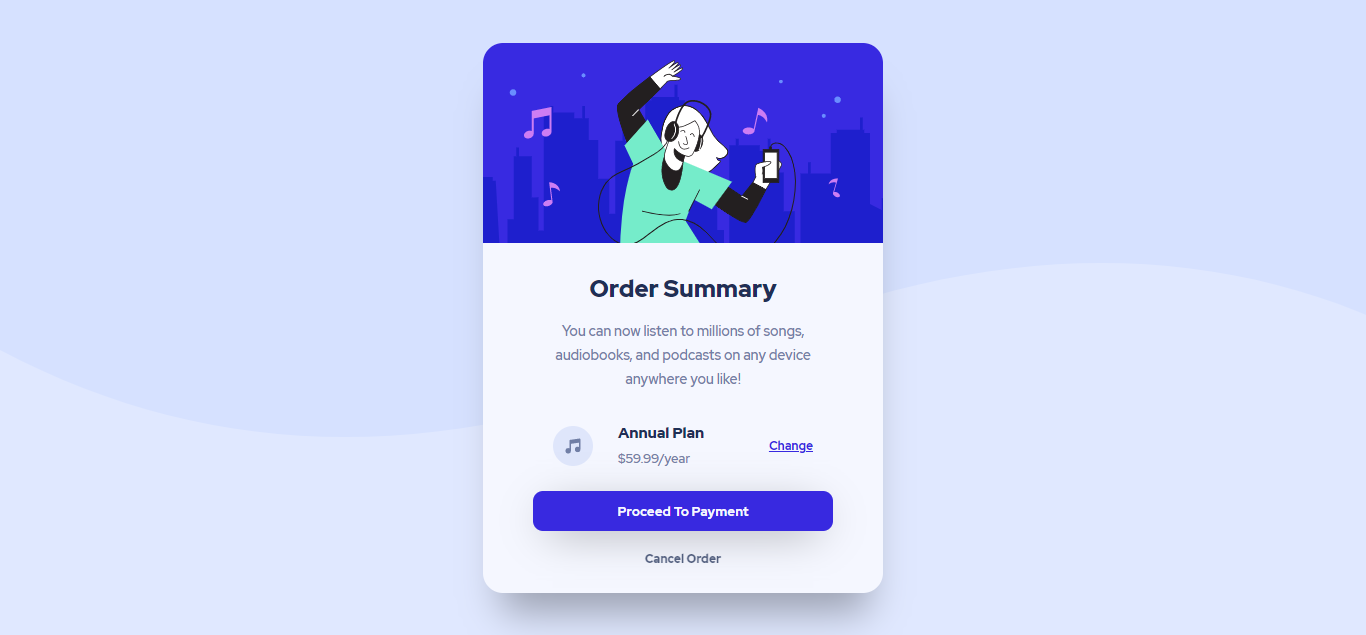 Order Summary
You can now listen to millions of songs,
audiobooks, and podcasts on any device
anywhere you like!
Annual Plan
$59.99/year
Change
Proceed To Payment
Cancel Order